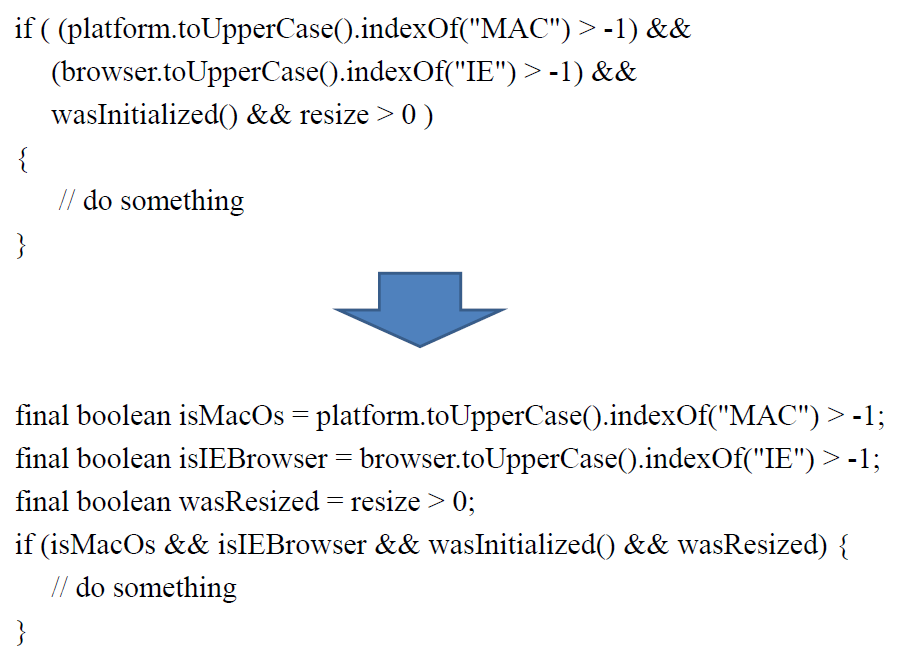 if ( (platform.toUpperCase().indexOf("MAC") > -1) &&
(browser.toUpperCase().indexOf("IE") > -1) &&
wasInitialized() && resize > 0 )
{
// do something
}
final boolean isMacOs = platform.toUpperCase().indexOf("MAC") > -1;
final boolean isIEBrowser = browser.toUpperCase().indexOf("IE") > -1;
final boolean wasResized = resize > 0;
if (isMacOs && isIEBrowser && wasInitialized() && wasResized) {
// do something
}